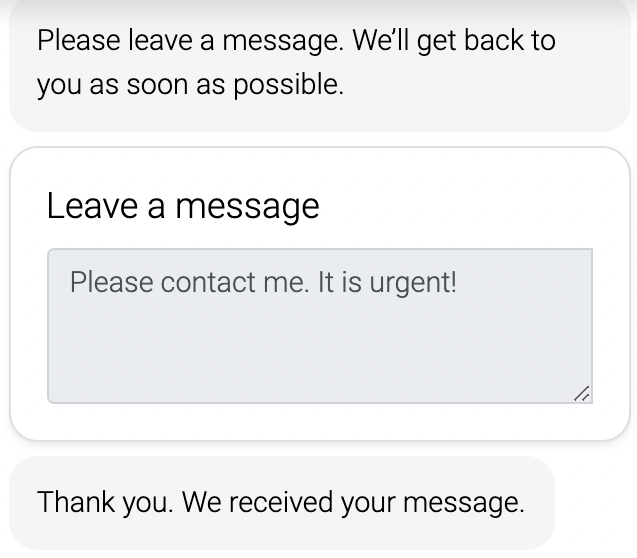 Please leave a message. We’ll get back to
you as soon as possible.
Leave a message
Please contact me. It is urgent!
Thank you. We received your message.